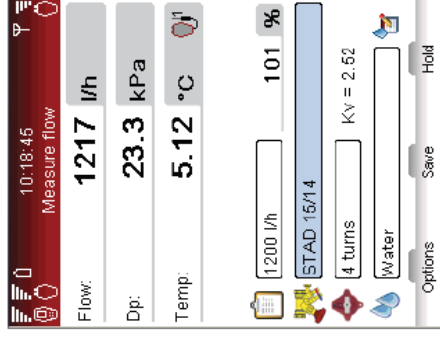 10:18:45
Measure flow
Flow: 1217 l/h
Dp: 23.3 kPa
Temp: 5.12 °C
1200 l/h 101 %
STAD 15/14
4 turns Kv = 2.52
Water
Options Save Hold